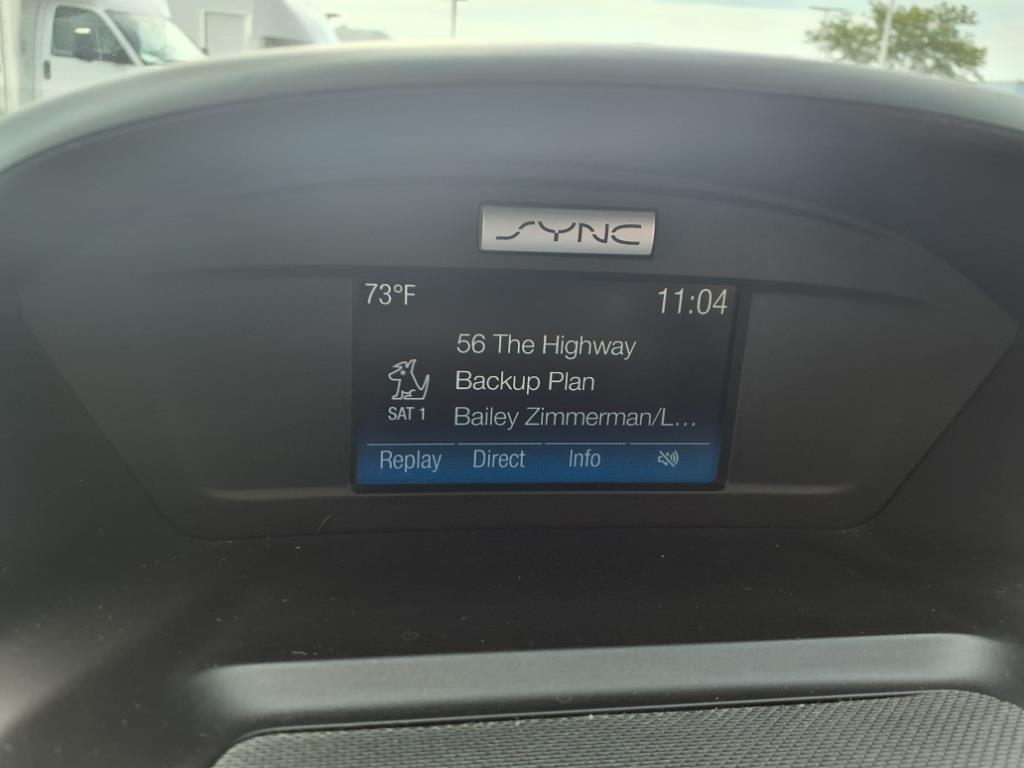 SYNC
73°F
11:04
56 The Highway
Backup Plan
SAT 1
Bailey Zimmerman/L...
Replay Direct Info